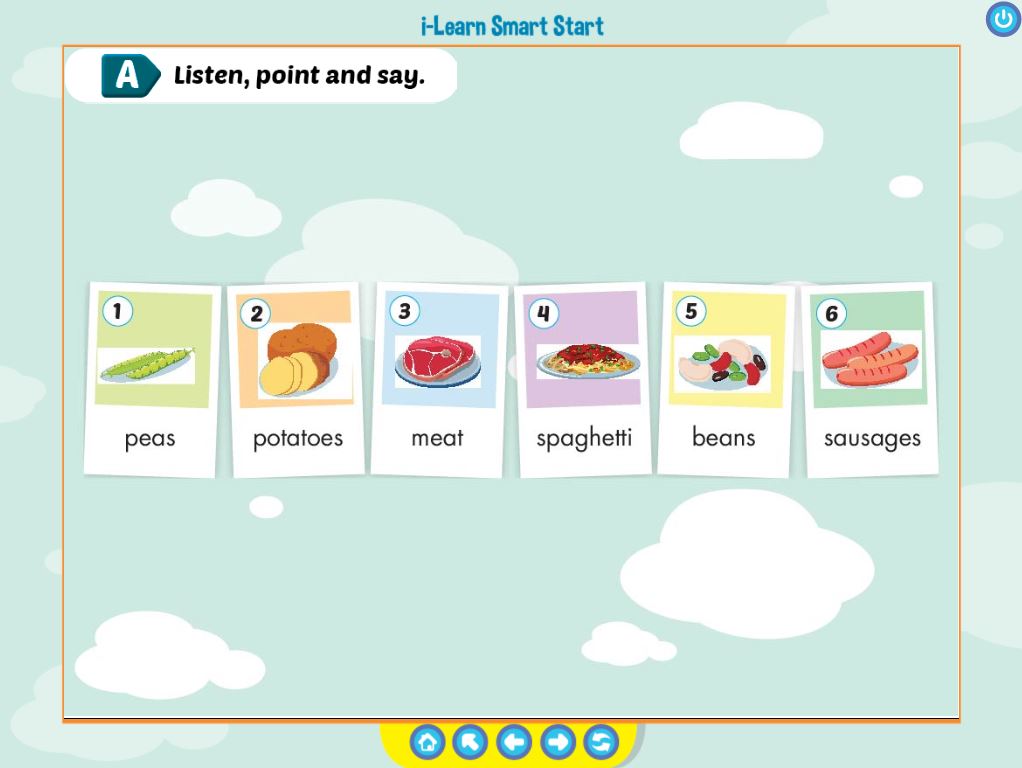 i-Learn Smart Start
A Listen, point and say.
1 2 3 4 5 6
peas potatoes meat spaghetti beans sausages